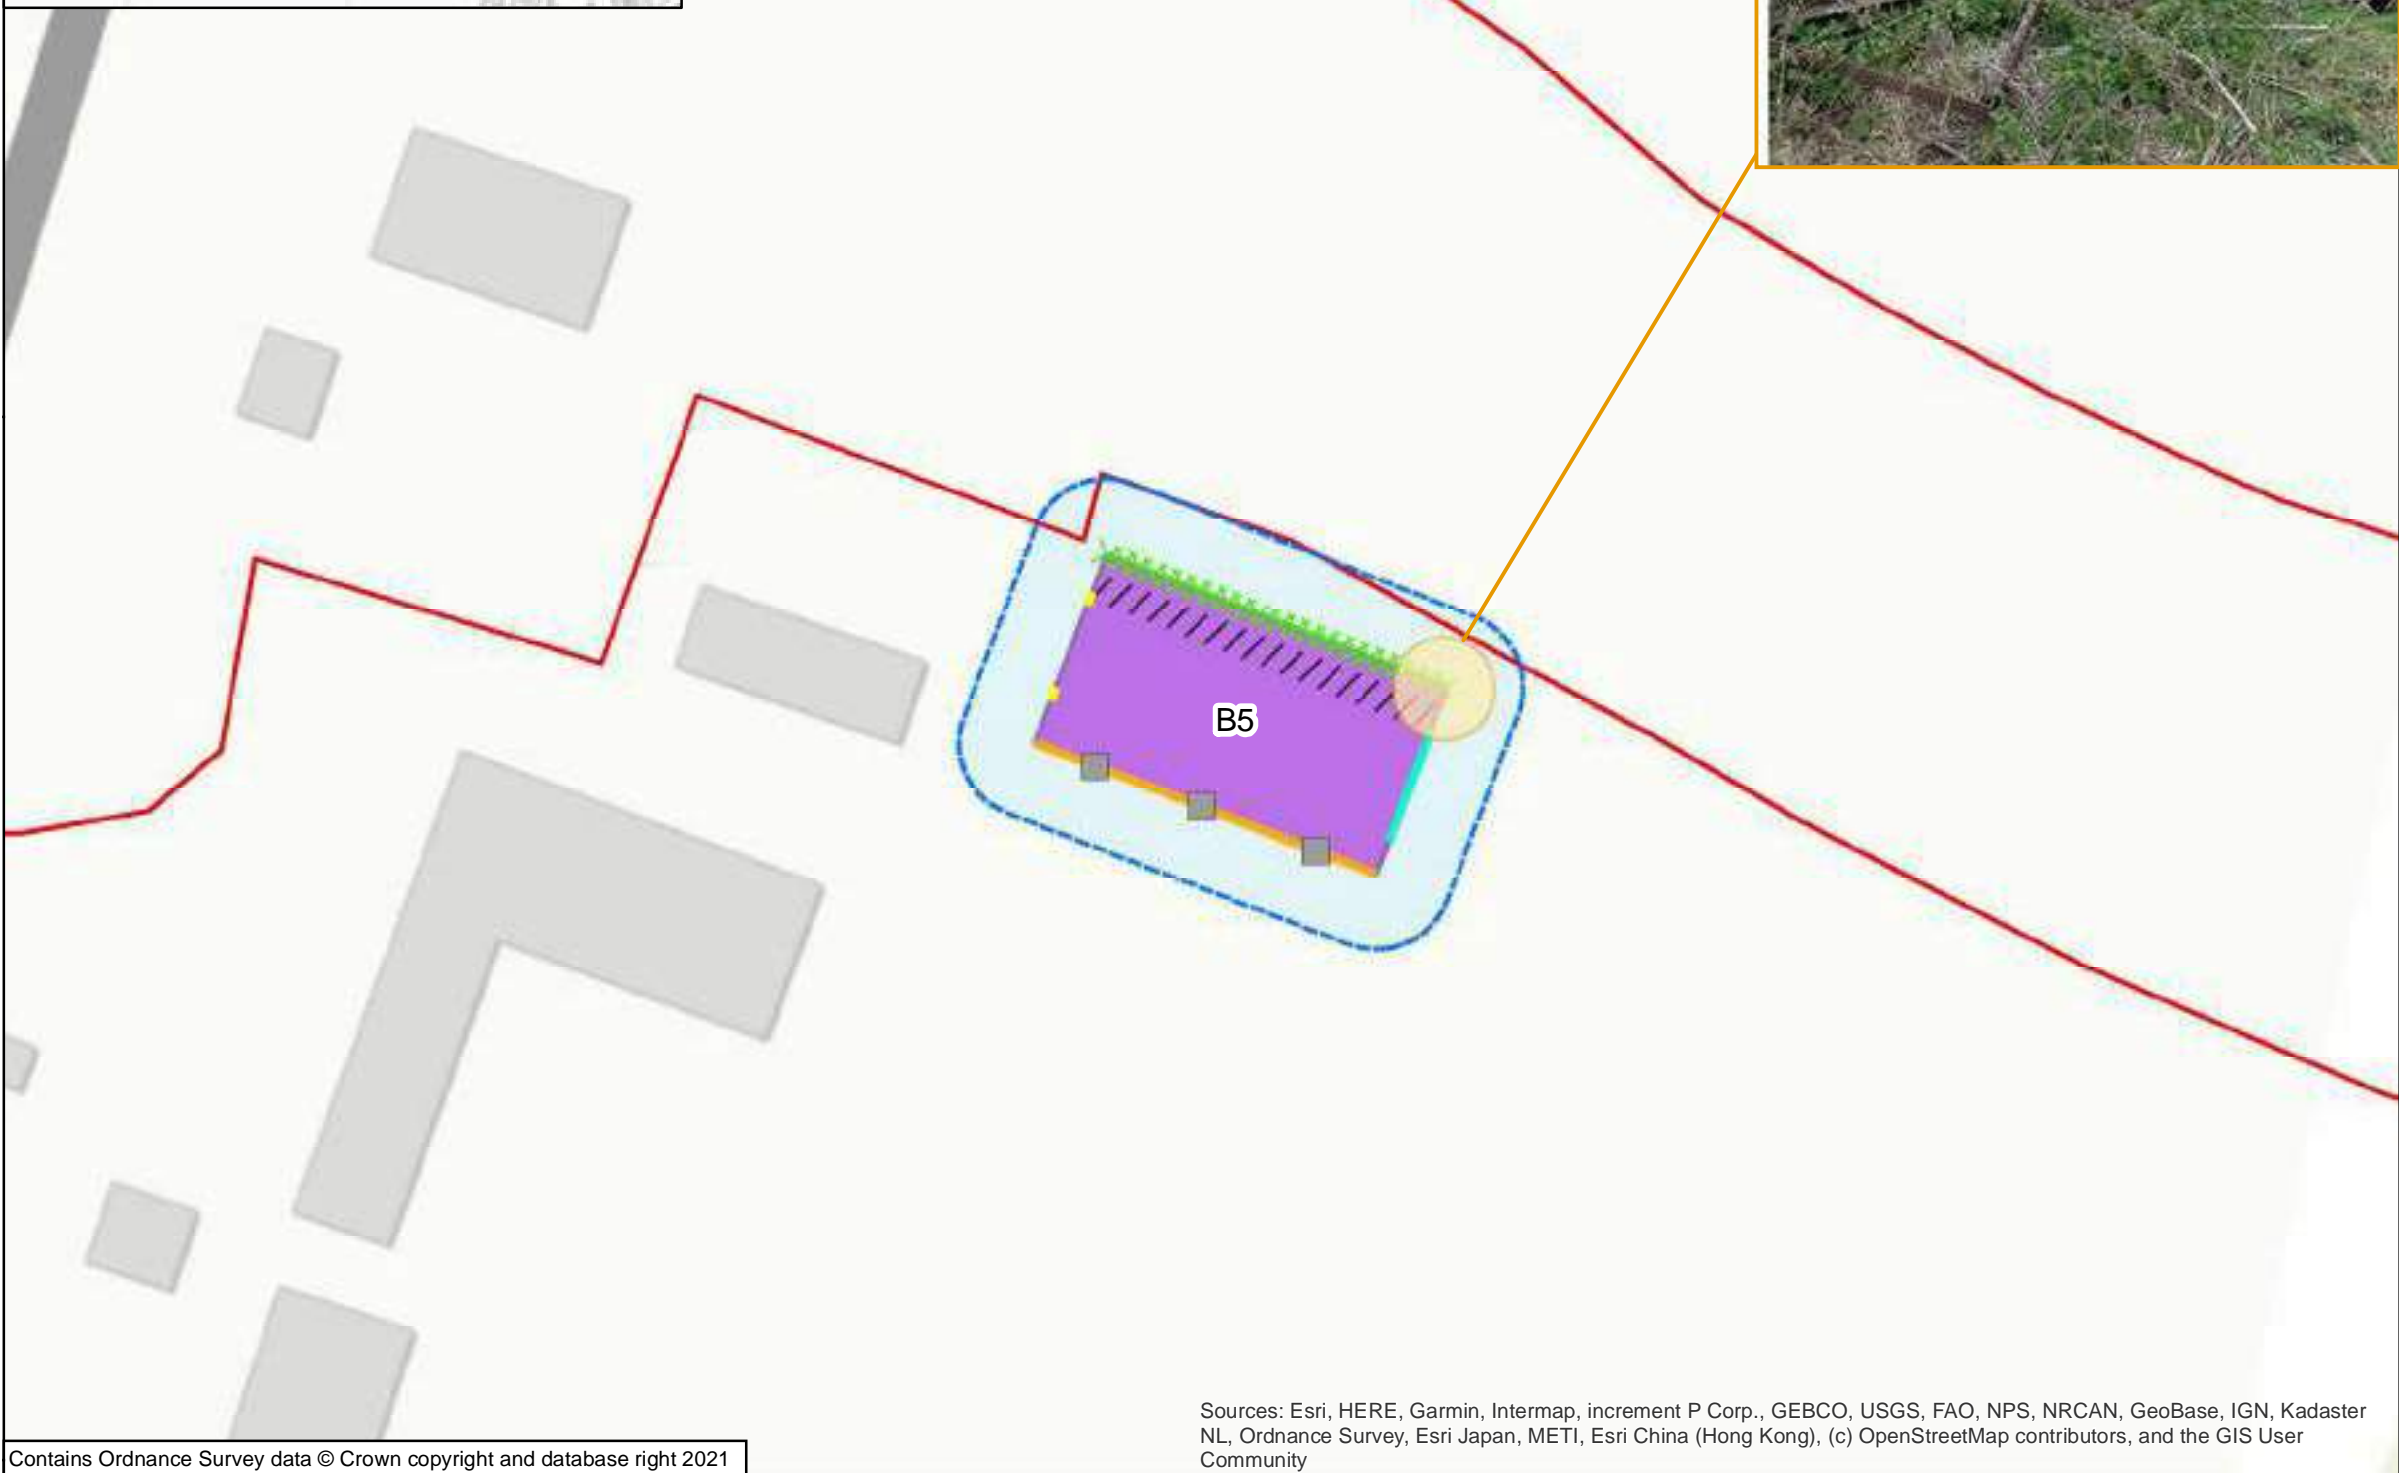 B5
Sources: Esri, HERE, Garmin, Intermap, increment P Corp., GEBCO, USGS, FAO, NPS, NRCAN, GeoBase, IGN, Kadaster
NL, Ordnance Survey, Esri Japan, METI, Esri China (Hong Kong), (c) OpenStreetMap contributors, and the GIS User
Community
Contains Ordnance Survey data © Crown copyright and database right 2021